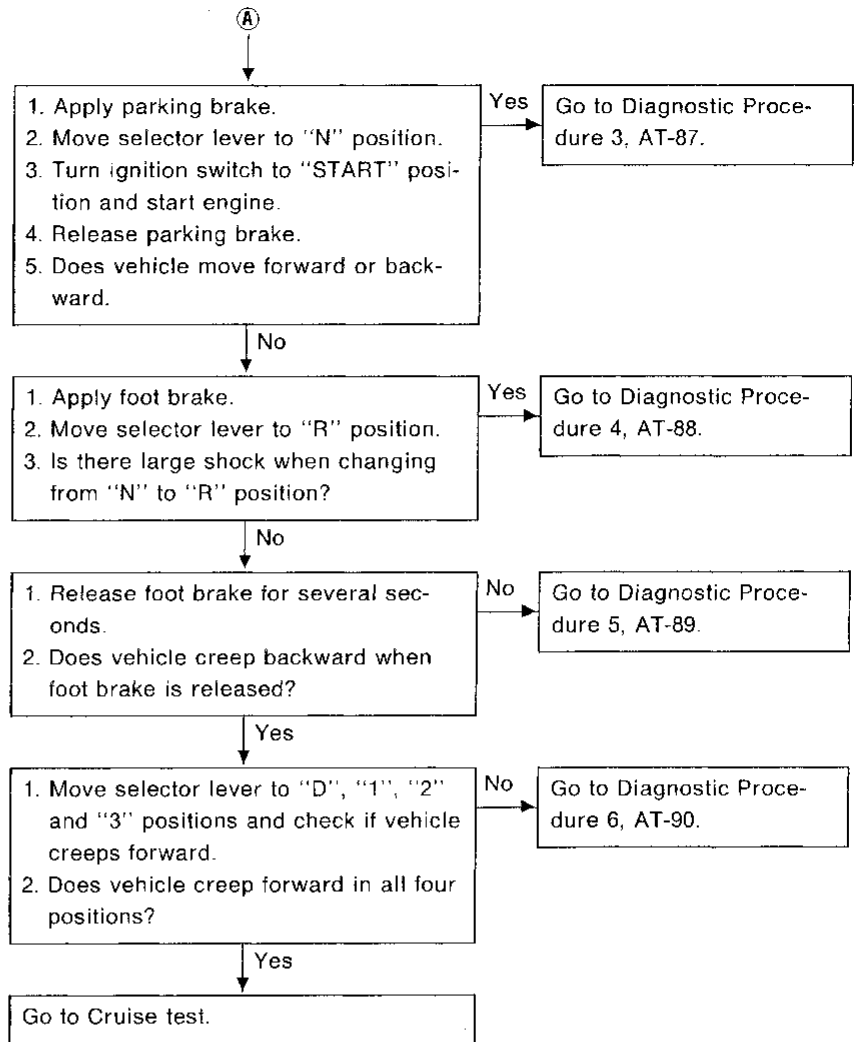 Ⓐ
1. Apply parking brake.
2. Move selector lever to "N" position.
3. Turn ignition switch to "START" posi-
tion and start engine.
4. Release parking brake.
5. Does vehicle move forward or back-
ward.
Yes
Go to Diagnostic Proce-
dure 3, AT-87.
No
1. Apply foot brake.
2. Move selector lever to "R" position.
3. Is there large shock when changing
from "N" to "R" position?
Yes
Go to Diagnostic Proce-
dure 4, AT-88.
No
1. Release foot brake for several sec-
onds.
2. Does vehicle creep backward when
foot brake is released?
No
Go to Diagnostic Proce-
dure 5, AT-89.
Yes
1. Move selector lever to "D", "1", "2"
and "3" positions and check if vehicle
creeps forward.
2. Does vehicle creep forward in all four
positions?
No
Go to Diagnostic Proce-
dure 6, AT-90.
Yes
Go to Cruise test.